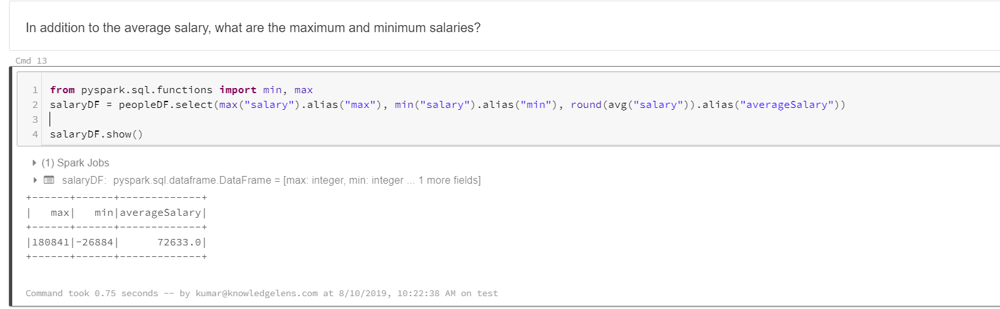 In addition to the average salary, what are the maximum and minimum salaries?
Cmd 13
1 from pyspark.sql.functions import min, max
2 salaryDF = peopleDF.select(max("salary").alias("max"), min("salary").alias("min"), round(avg("salary")).alias("averageSalary"))
3
4 salaryDF.show()
(1) Spark Jobs
salaryDF: pyspark.sql.dataframe.DataFrame = [max: integer, min: integer ... 1 more fields]
+------+------+-------------+
|   max|   min|averageSalary|
+------+------+-------------+
|180841|-26884|      72633.0|
+------+------+-------------+
Command took 0.75 seconds -- by kumar@knowledgelens.com at 8/10/2019, 10:22:38 AM on test